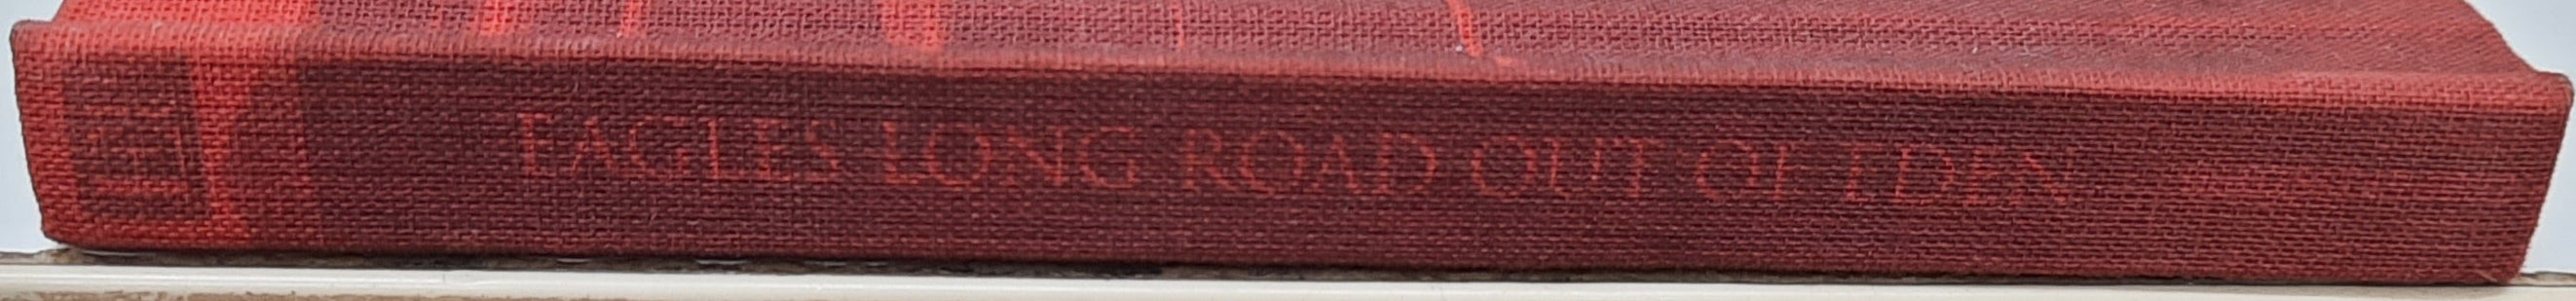 EAGLES LONG ROAD OUT OF EDEN